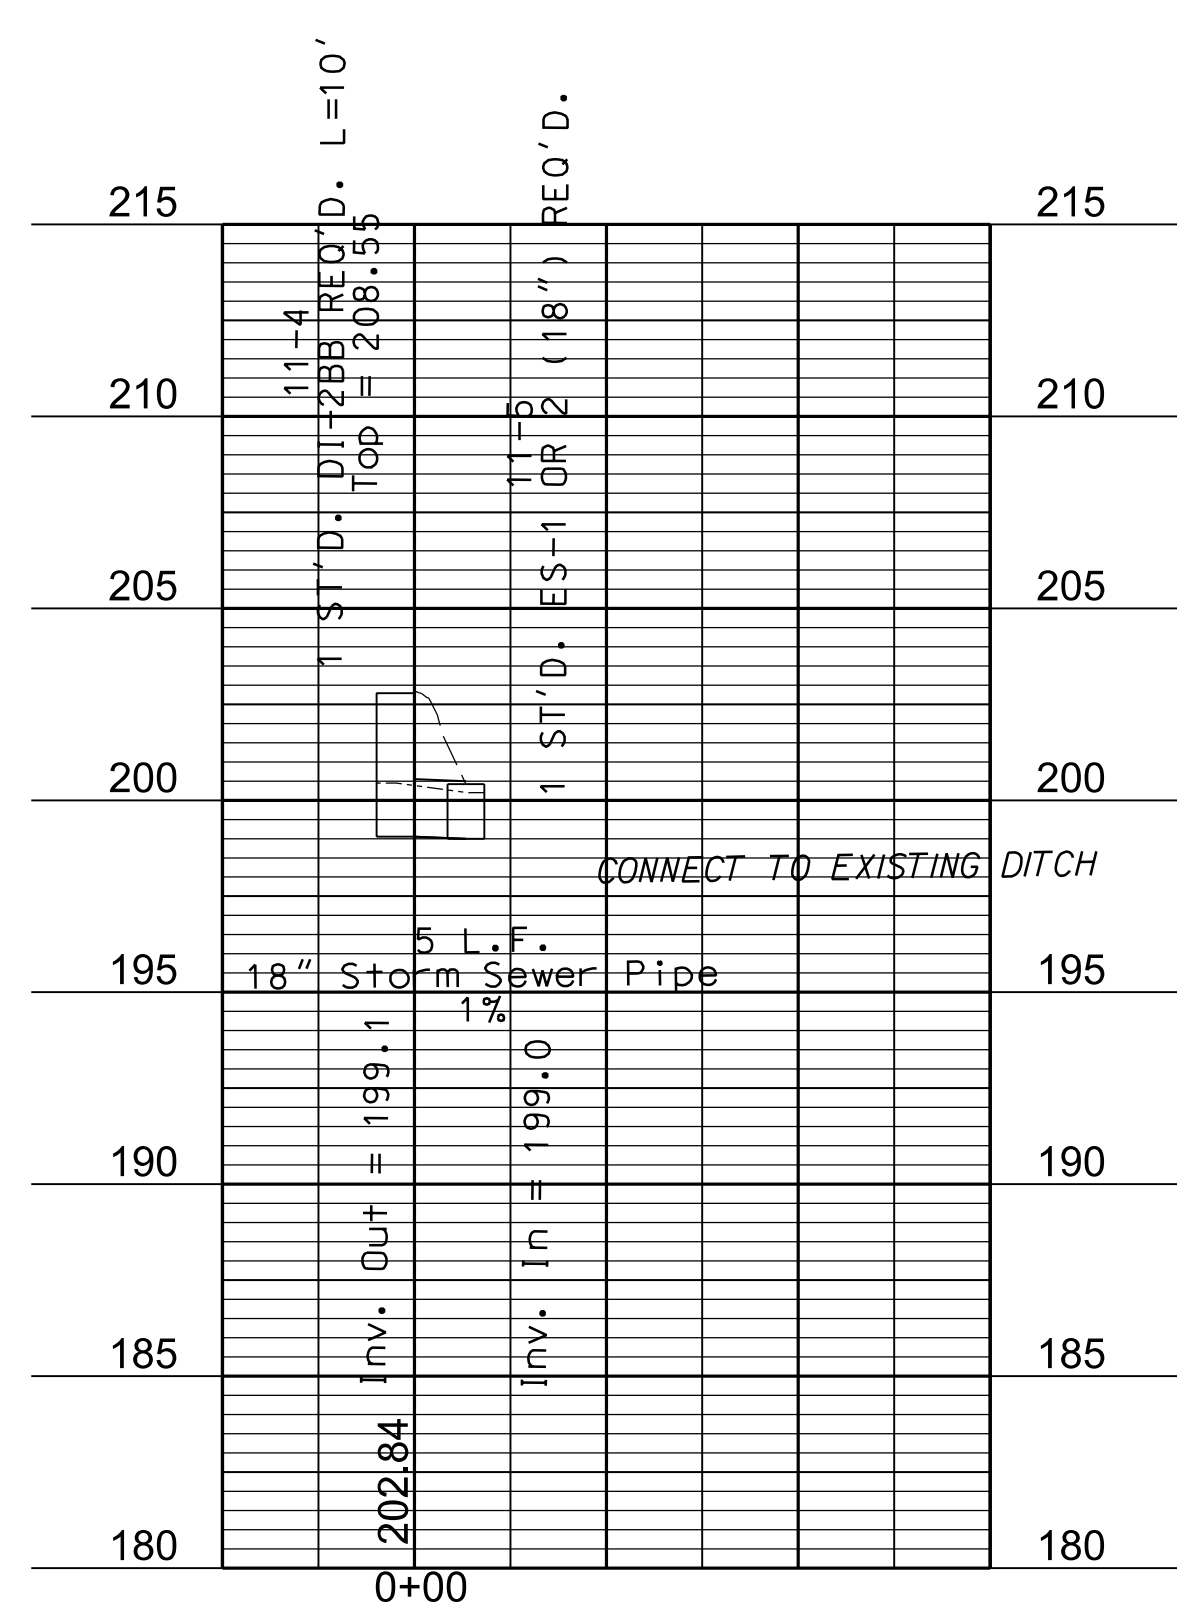 11-4
1 ST'D. DI-2BB REQ'D. L=10'
Top = 208.55
11-5
1 ST'D. ES-1 OR 2 (18") REQ'D.
215
215
210
210
205
205
200
200
CONNECT TO EXISTING DITCH
5 L.F.
18" Storm Sewer Pipe
1%
195
195
Inv. Out = 199.1
Inv. In = 199.0
190
190
185
185
202.84
180
180
0+00